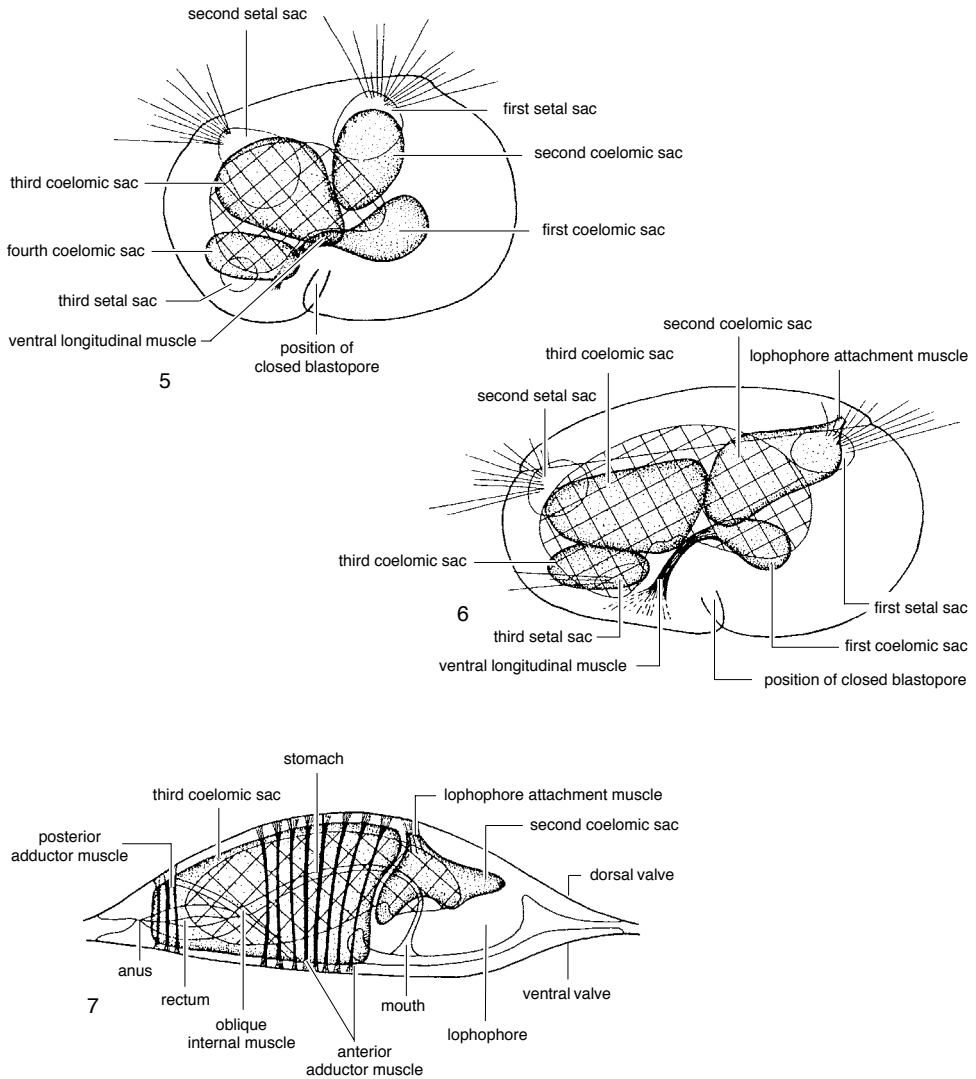 second setal sac
first setal sac
second coelomic sac
third coelomic sac
first coelomic sac
fourth coelomic sac
third setal sac
ventral longitudinal muscle
position of
closed blastopore
5
second coelomic sac
third coelomic sac
lophophore attachment muscle
second setal sac
third coelomic sac
6
first setal sac
third setal sac
first coelomic sac
ventral longitudinal muscle
position of closed blastopore
stomach
third coelomic sac
lophophore attachment muscle
second coelomic sac
posterior
adductor muscle
dorsal valve
anus
rectum
mouth
ventral valve
7
oblique
internal muscle
lophophore
anterior
adductor muscle